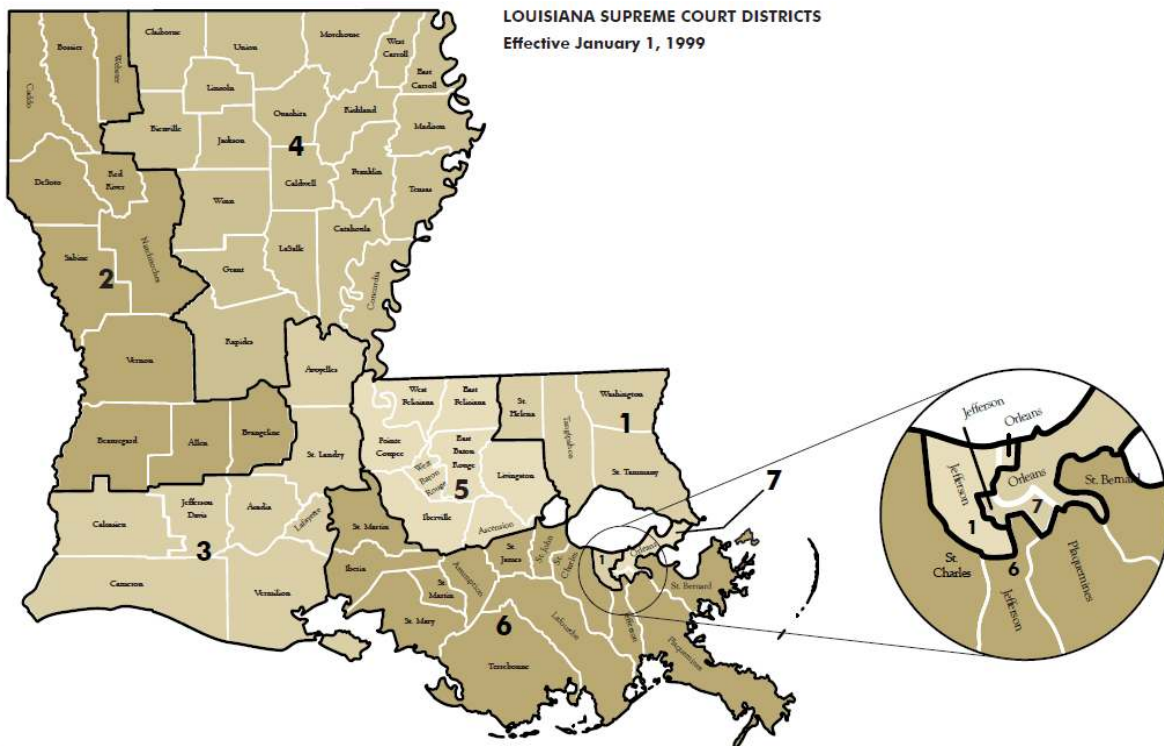 LOUISIANA SUPREME COURT DISTRICTS
Effective January 1, 1999
Caddo
Bossier
Webster
Claiborne
Union
Morehouse
West
Carroll
East
Carroll
Lincoln
Ouachita
Richland
Madison
Bienville
Jackson
4
DeSoto
Red
River
Caldwell
Franklin
Tensas
Winn
Natchitoches
Sabine
2
Grant
LaSalle
Catahoula
Concordia
Vernon
Rapides
Avoyelles
Beauregard
Allen
Evangeline
St. Landry
West
Feliciana
East
Feliciana
St.
Helena
Tangipahoa
Washington
1
Pointe
Coupee
West
Baton
Rouge
East
Baton
Rouge
5
Livingston
St. Tammany
7
Calcasieu
Jefferson
Davis
Acadia
Lafayette
3
Cameron
Vermilion
St. Martin
Iberville
Ascension
Iberia
St.
Martin
St. Mary
Assumption
St.
James
St. John
St.
Charles
6
Lafourche
Terrebonne
1
Orleans
St. Bernard
Jefferson
Plaquemines
Jefferson
Orleans
Jefferson
Orleans
St. Bernard
1
7
St.
Charles
6
Jefferson
Plaquemines